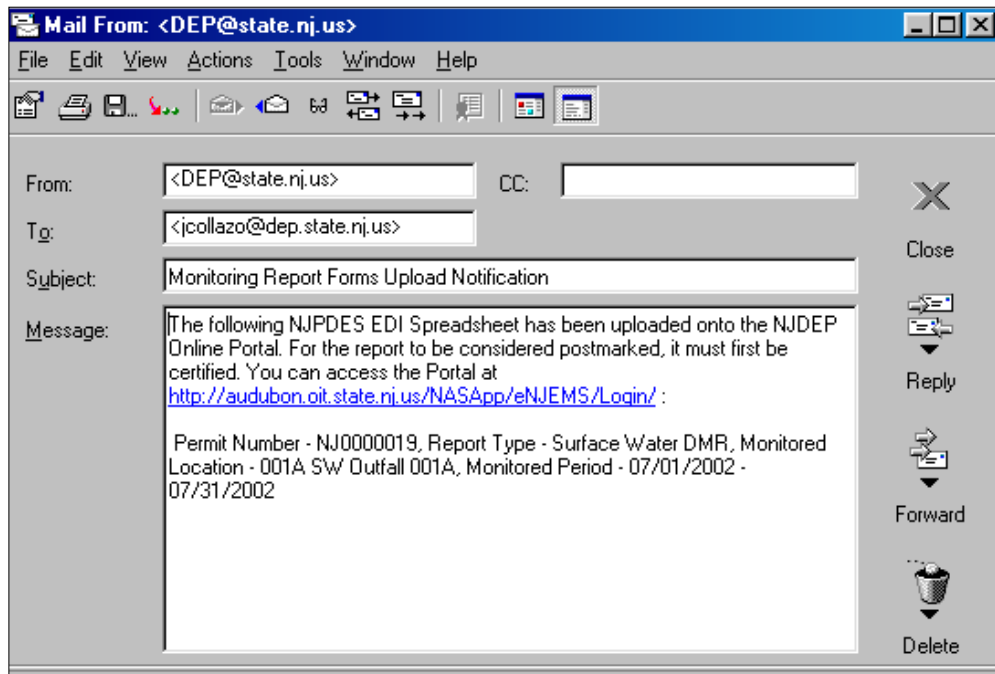 Mail From: <DEP@state.nj.us>
File Edit View Actions Tools Window Help
From: <DEP@state.nj.us> CC:
To: <jcollazo@dep.state.nj.us>
Close
Subject: Monitoring Report Forms Upload Notification
Message: The following NJPDES EDI Spreadsheet has been uploaded onto the NJDEP
Online Portal. For the report to be considered postmarked, it must first be
certified. You can access the Portal at
http://audubon.oit.state.nj.us/NASApp/eNJEMS/Login/ :
Reply
Permit Number - NJ0000019, Report Type - Surface Water DMR, Monitored
Location - 001A SW Outfall 001A, Monitored Period - 07/01/2002 -
07/31/2002
Forward
Delete